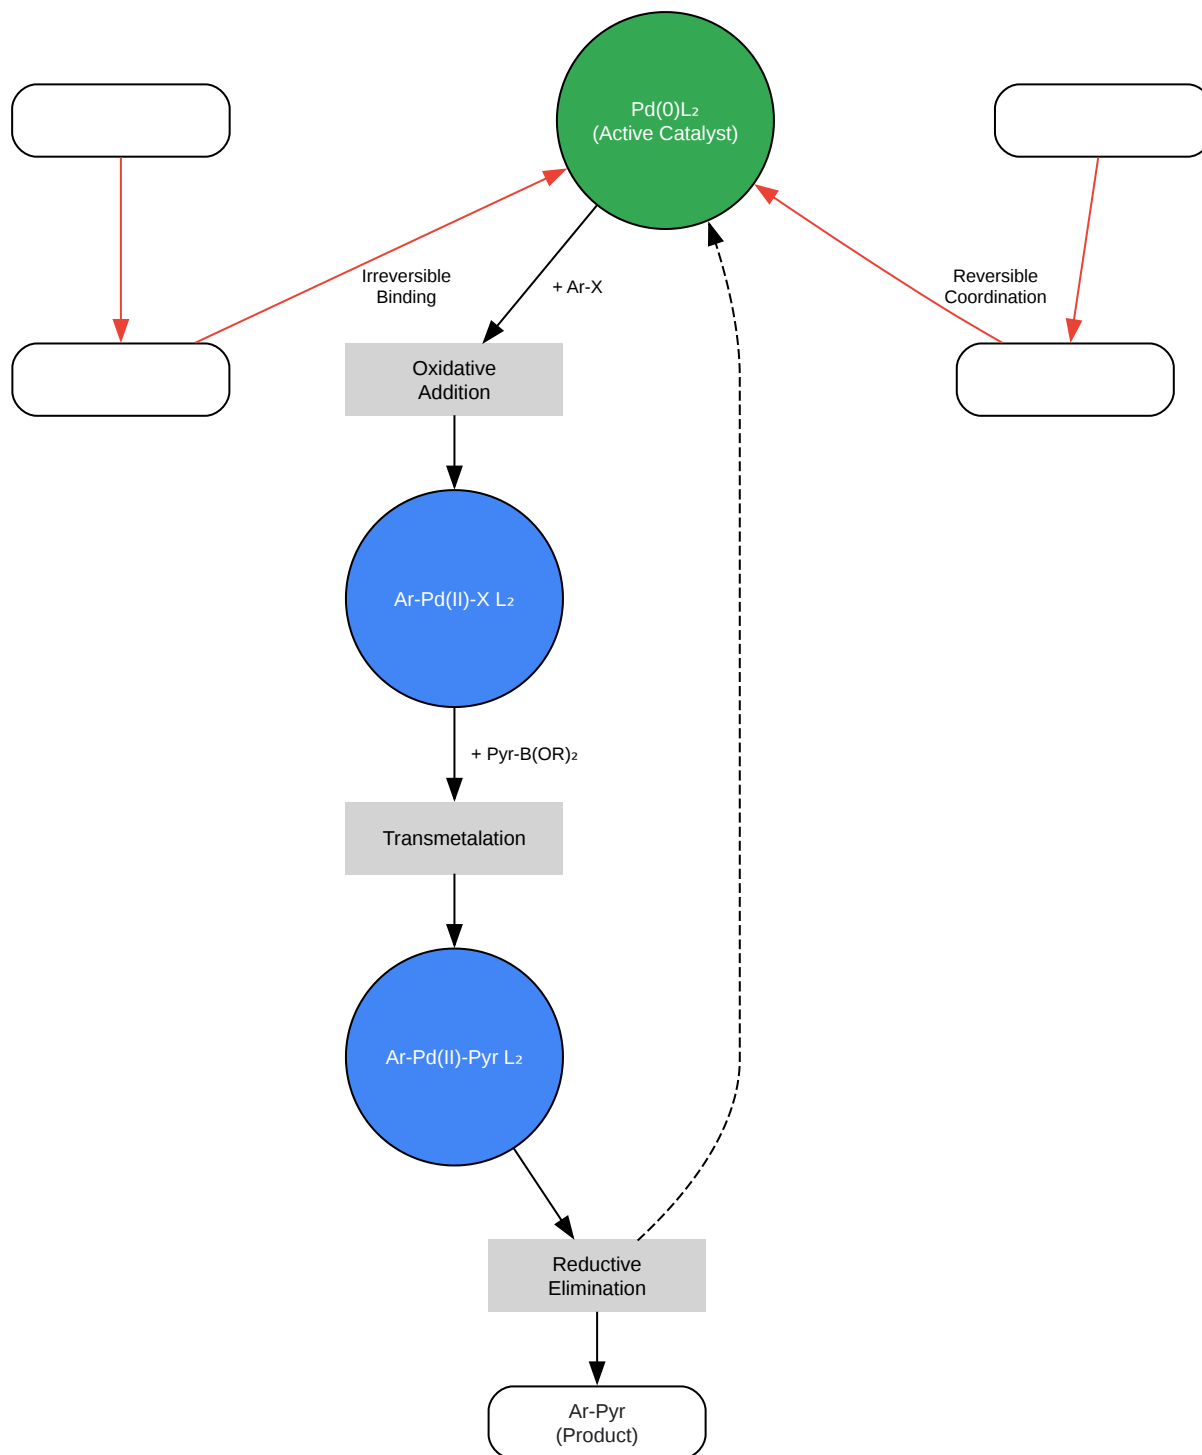 Pd(0)L₂
(Active Catalyst)
Irreversible
Binding
+ Ar-X
Reversible
Coordination
Oxidative
Addition
Ar-Pd(II)-X L₂
+ Pyr-B(OR)₂
Transmetalation
Ar-Pd(II)-Pyr L₂
Reductive
Elimination
Ar-Pyr
(Product)